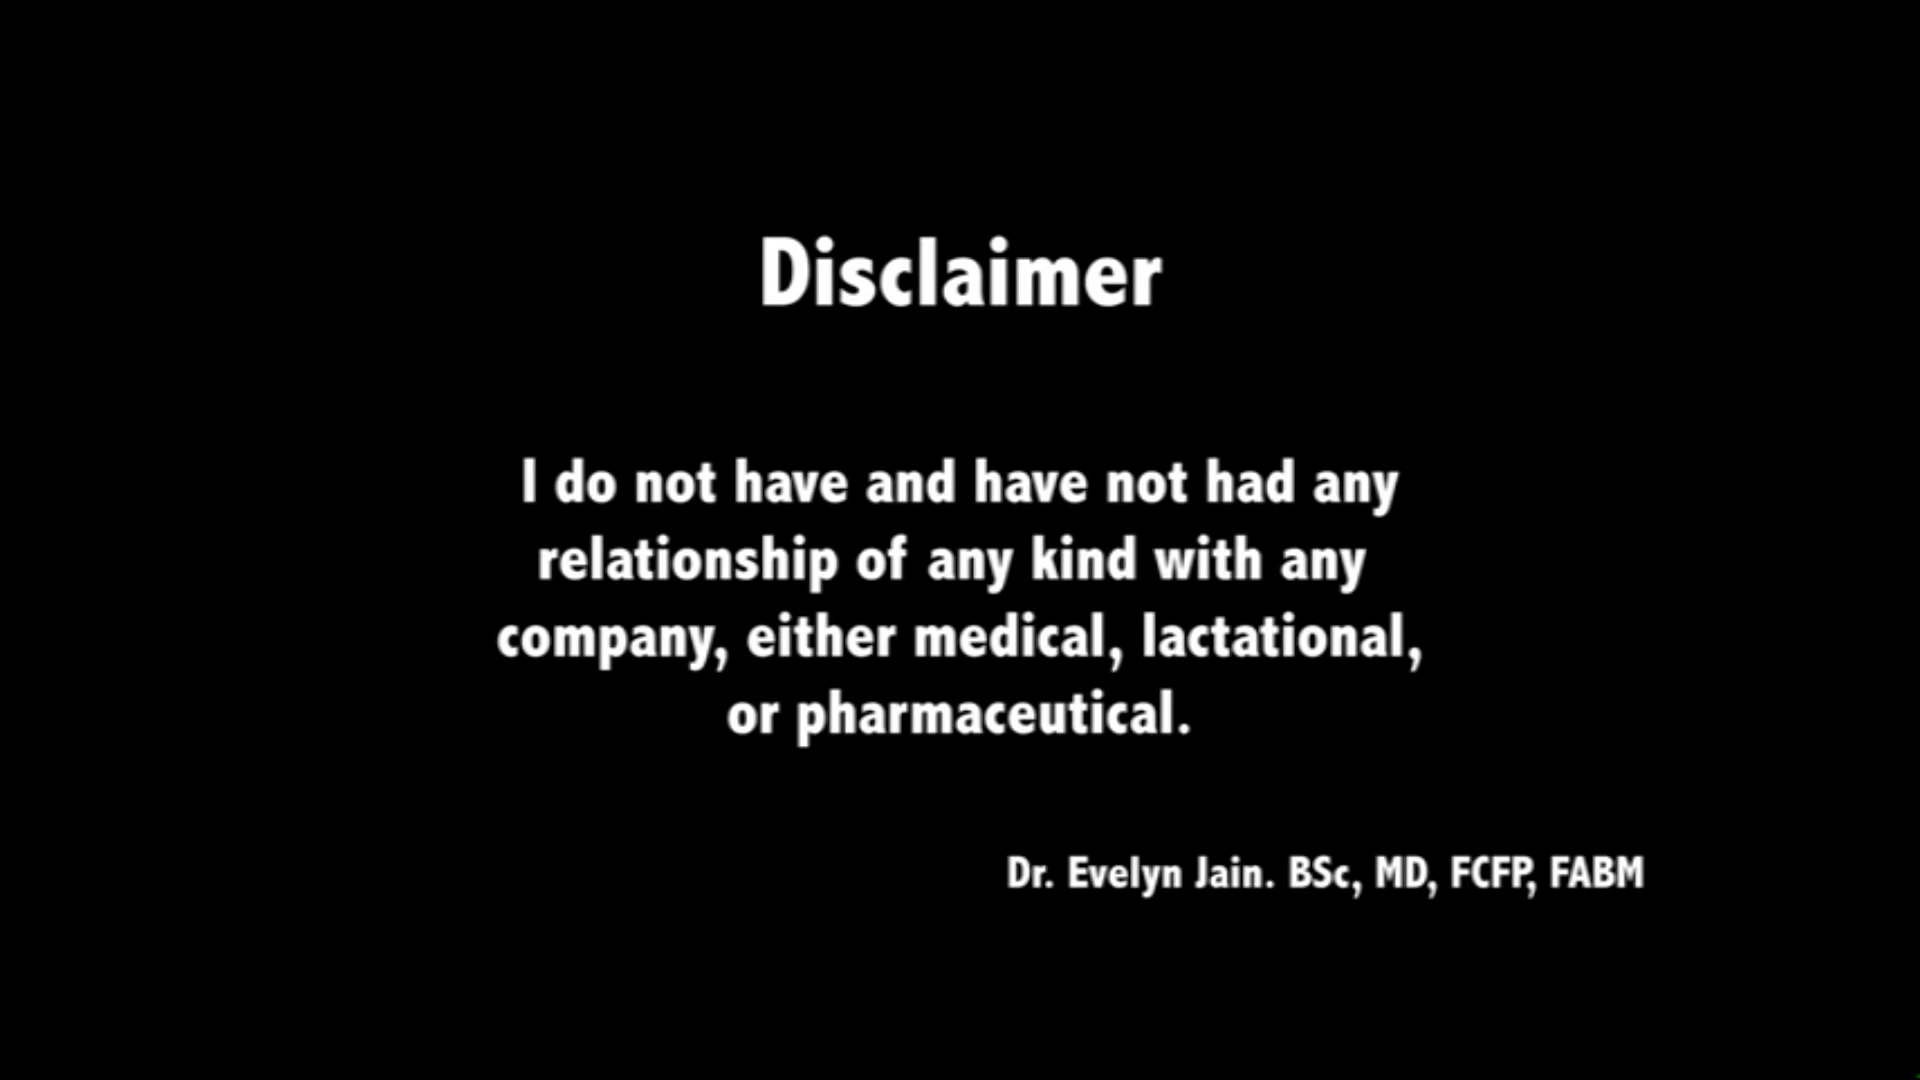 Disclaimer
I do not have and have not had any
relationship of any kind with any
company, either medical, lactational,
or pharmaceutical.
Dr. Evelyn Jain. BSc, MD, FCFP, FABM